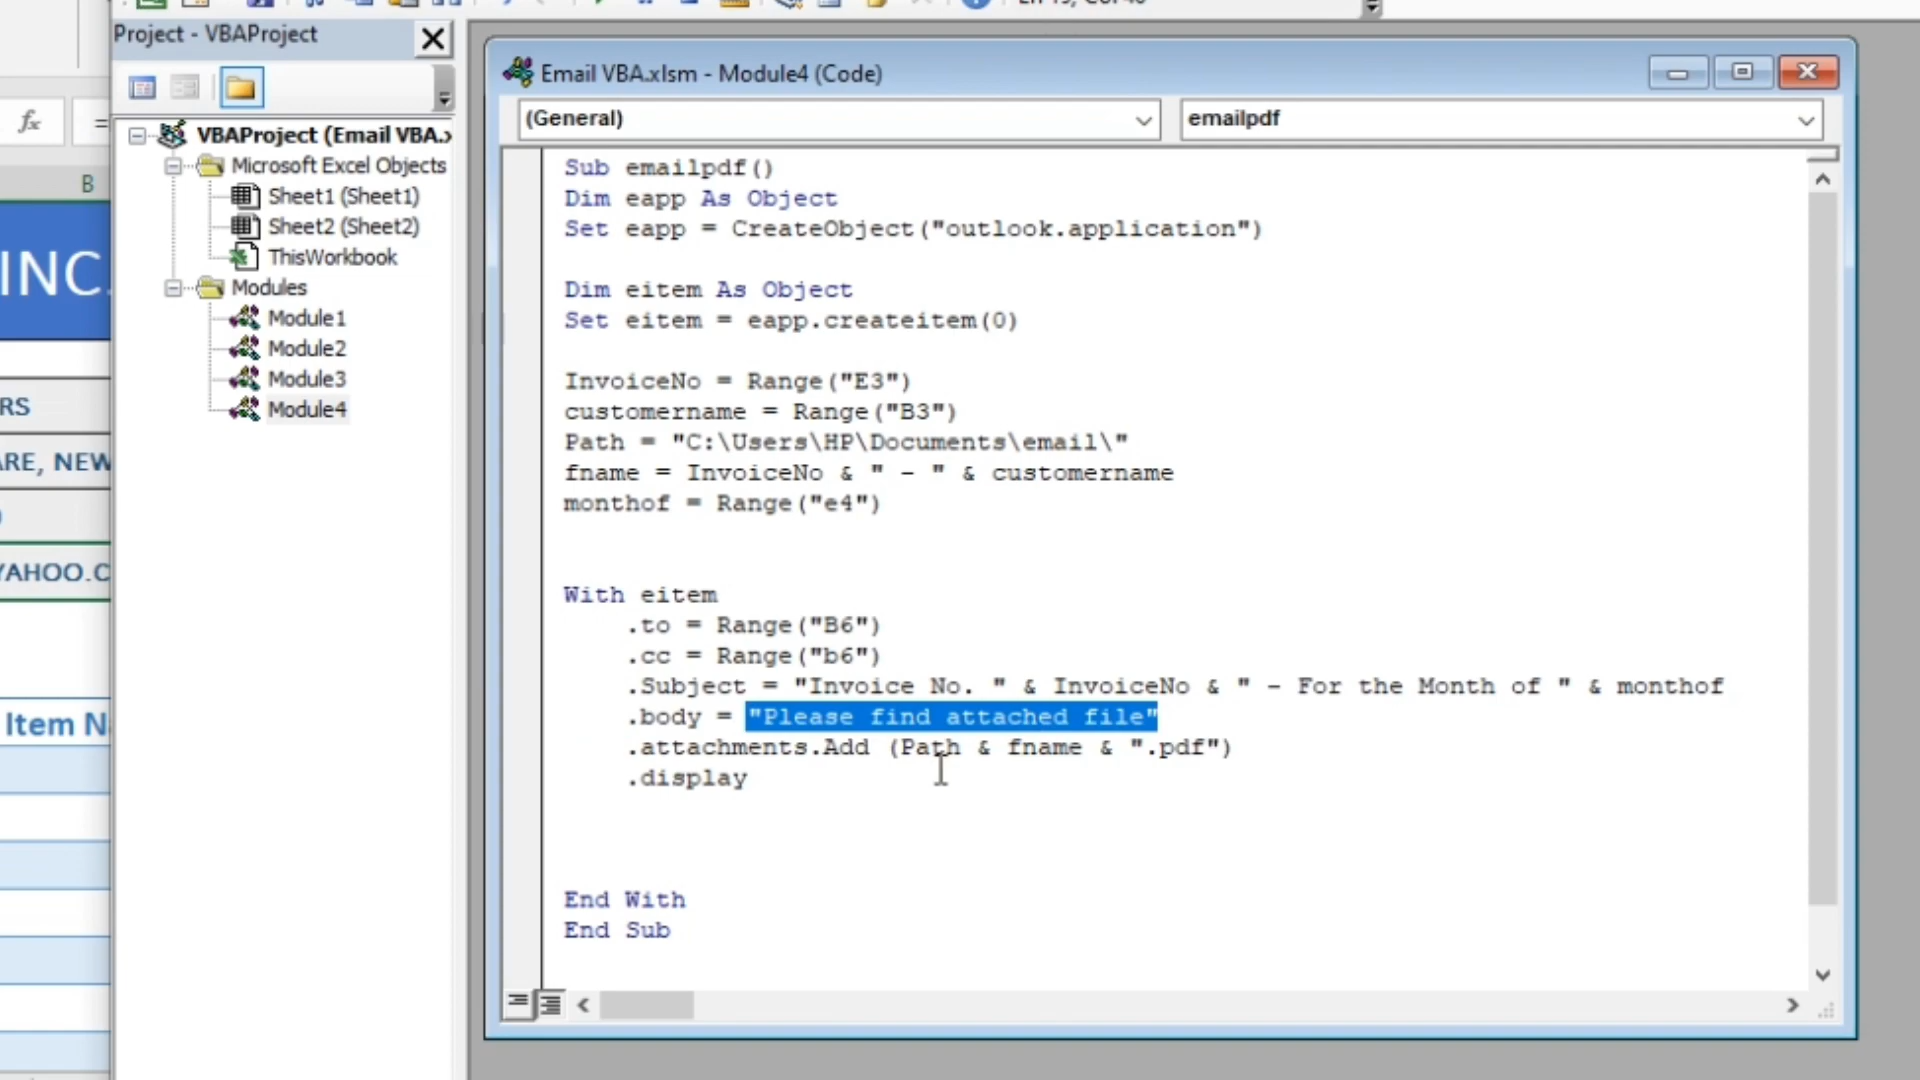 Project - VBAProject
fx
=
B
INC.
RS
ARE, NEW
)
YAHOO.C
Item Na
VBAProject (Email VBA.x
Microsoft Excel Objects
Sheet1 (Sheet1)
Sheet2 (Sheet2)
ThisWorkbook
Modules
Module1
Module2
Module3
Module4
Email VBA.xlsm - Module4 (Code)
(General)
emailpdf
Sub emailpdf()
Dim eapp As Object
Set eapp = CreateObject("outlook.application")
Dim eitem As Object
Set eitem = eapp.createitem(0)
InvoiceNo = Range("E3")
customername = Range("B3")
Path = "C:\Users\HP\Documents\email\"
fname = InvoiceNo & " - " & customername
monthof = Range("e4")
With eitem
.to = Range("B6")
.cc = Range("b6")
.Subject = "Invoice No. " & InvoiceNo & " - For the Month of " & monthof
.body = "Please find attached file"
.attachments.Add (Path & fname & ".pdf")
.display
End With
End Sub